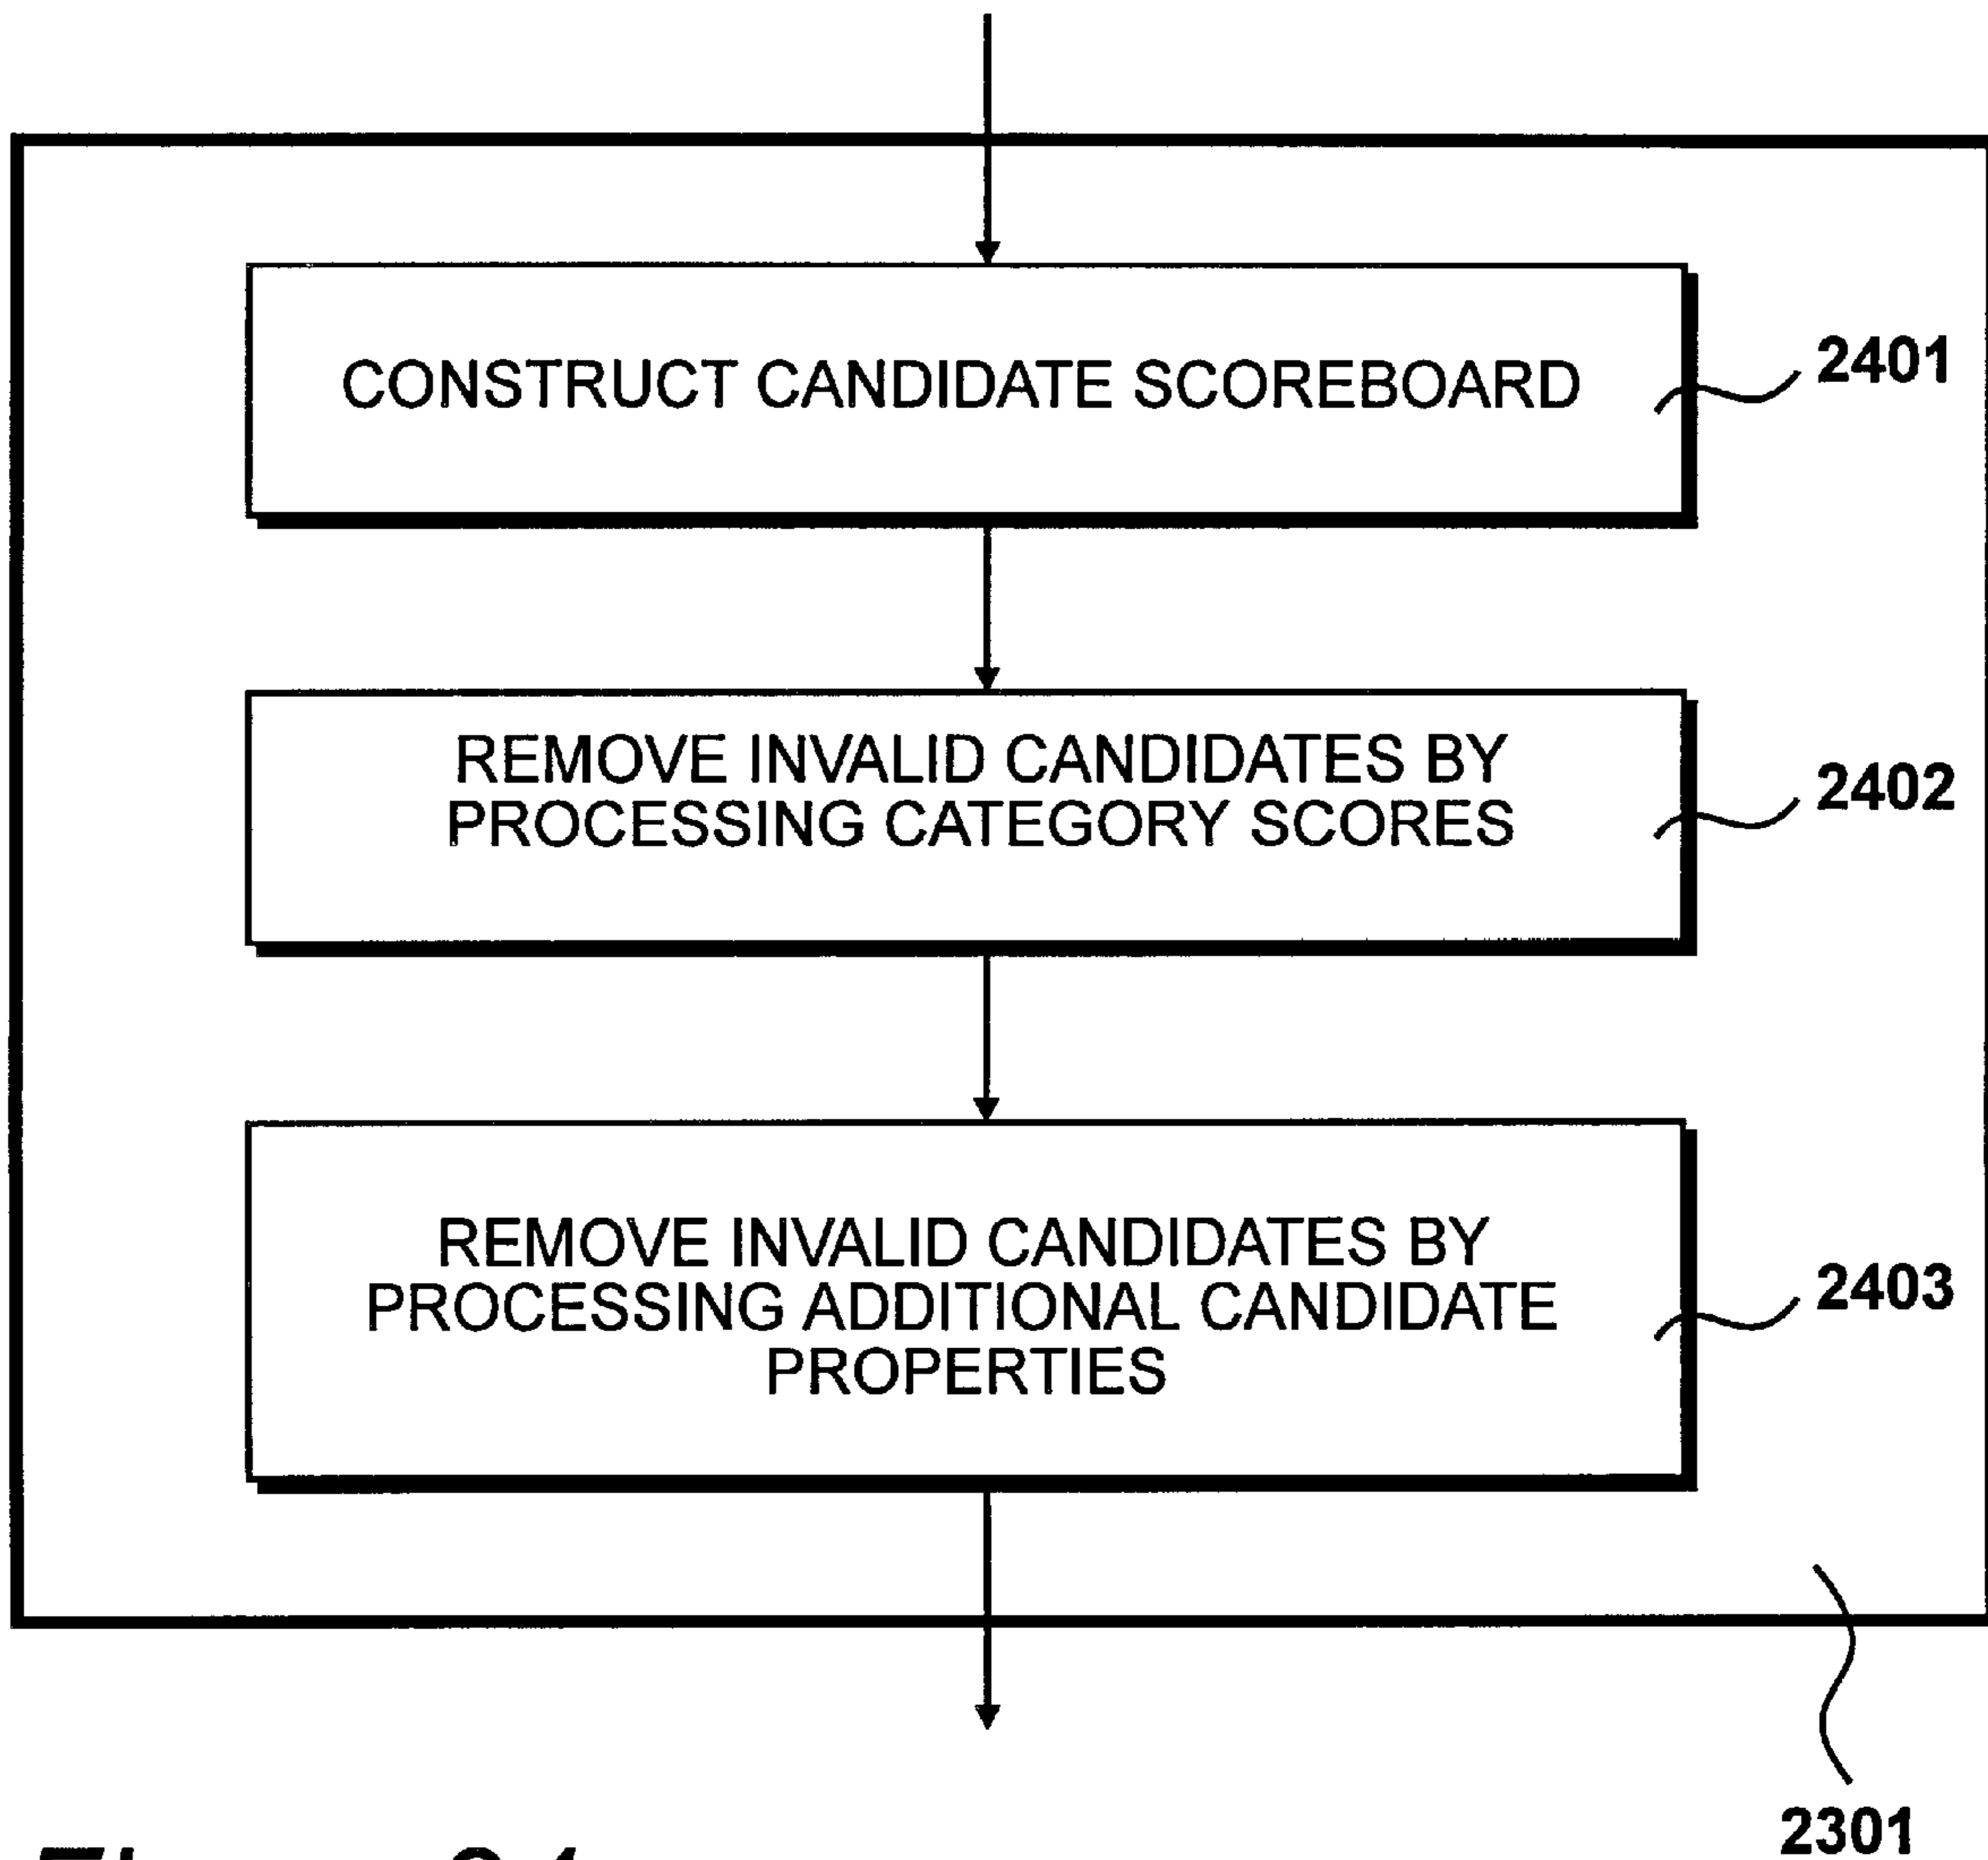 CONSTRUCT CANDIDATE SCOREBOARD
2401
REMOVE INVALID CANDIDATES BY
PROCESSING CATEGORY SCORES
2402
REMOVE INVALID CANDIDATES BY
PROCESSING ADDITIONAL CANDIDATE
PROPERTIES
2403
2301